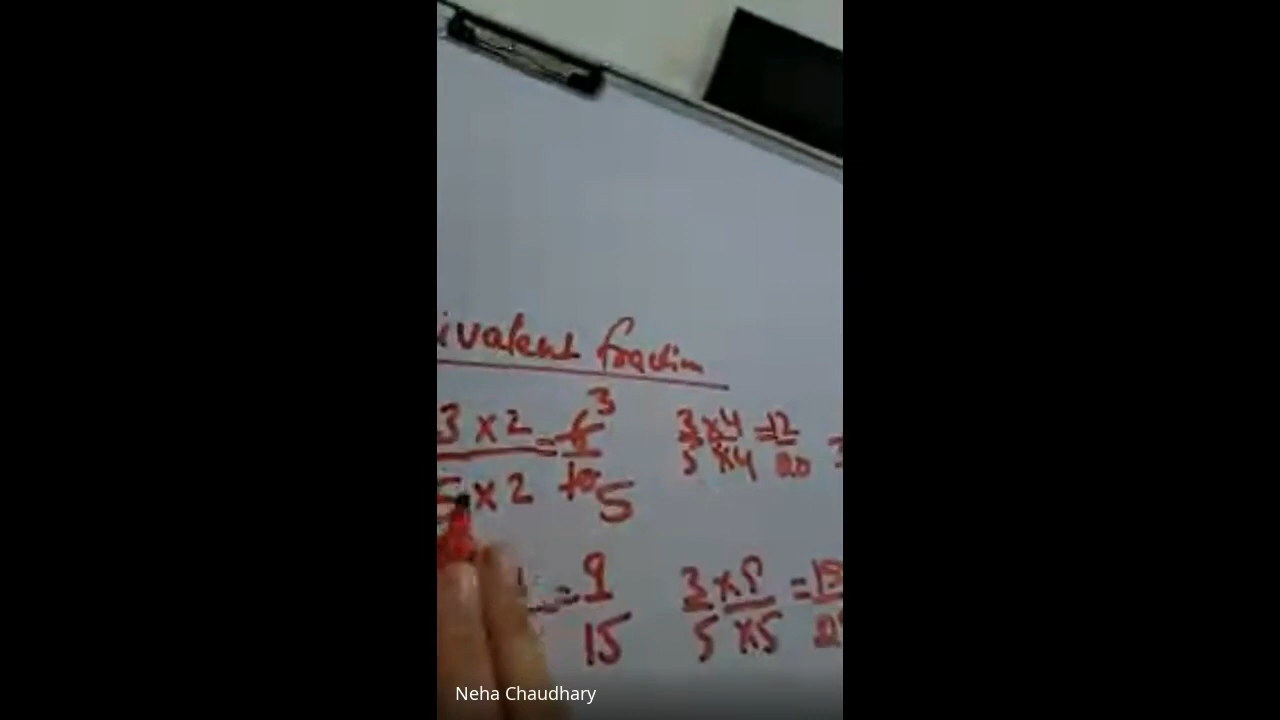 ivalent fraction
3 x 2 = 6 3
5 x 2 10 5
3 x 4 = 12
5 x 4 20
= 9
15
3 x 5 = 15
5 x 5
Neha Chaudhary